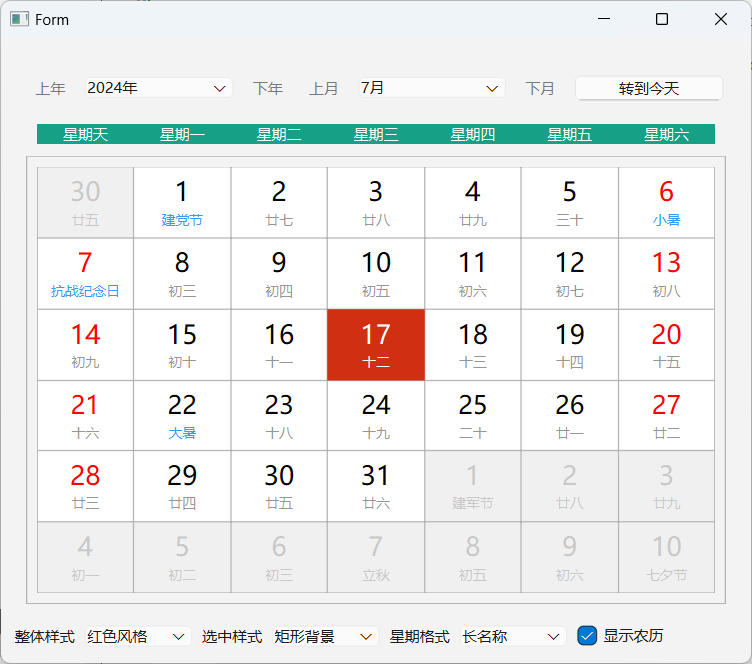 Form
上年 2024年 下年 上月 7月 下月 转到今天
星期天 星期一 星期二 星期三 星期四 星期五 星期六
30 1 2 3 4 5 6
廿五 建党节 廿七 廿八 廿九 三十 小暑
7 8 9 10 11 12 13
抗战纪念日 初三 初四 初五 初六 初七 初八
14 15 16 17 18 19 20
初九 初十 十一 十二 十三 十四 十五
21 22 23 24 25 26 27
十六 大暑 十八 十九 二十 廿一 廿二
28 29 30 31 1 2 3
廿三 廿四 廿五 廿六 建军节 廿八 廿九
4 5 6 7 8 9 10
初一 初二 初三 立秋 初五 初六 七夕节
整体样式 红色风格 选中样式 矩形背景 星期格式 长名称 显示农历